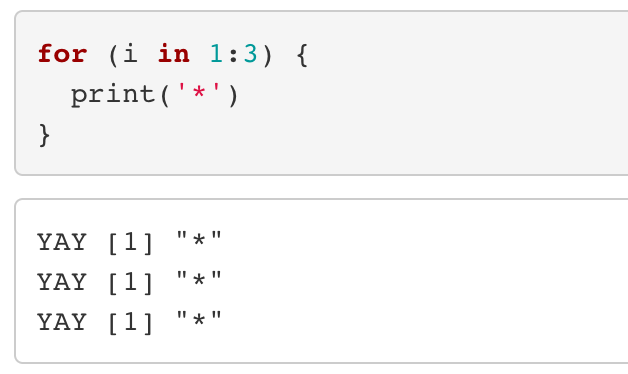 for (i in 1:3) {
  print('*')
}
YAY [1] "*"
YAY [1] "*"
YAY [1] "*"